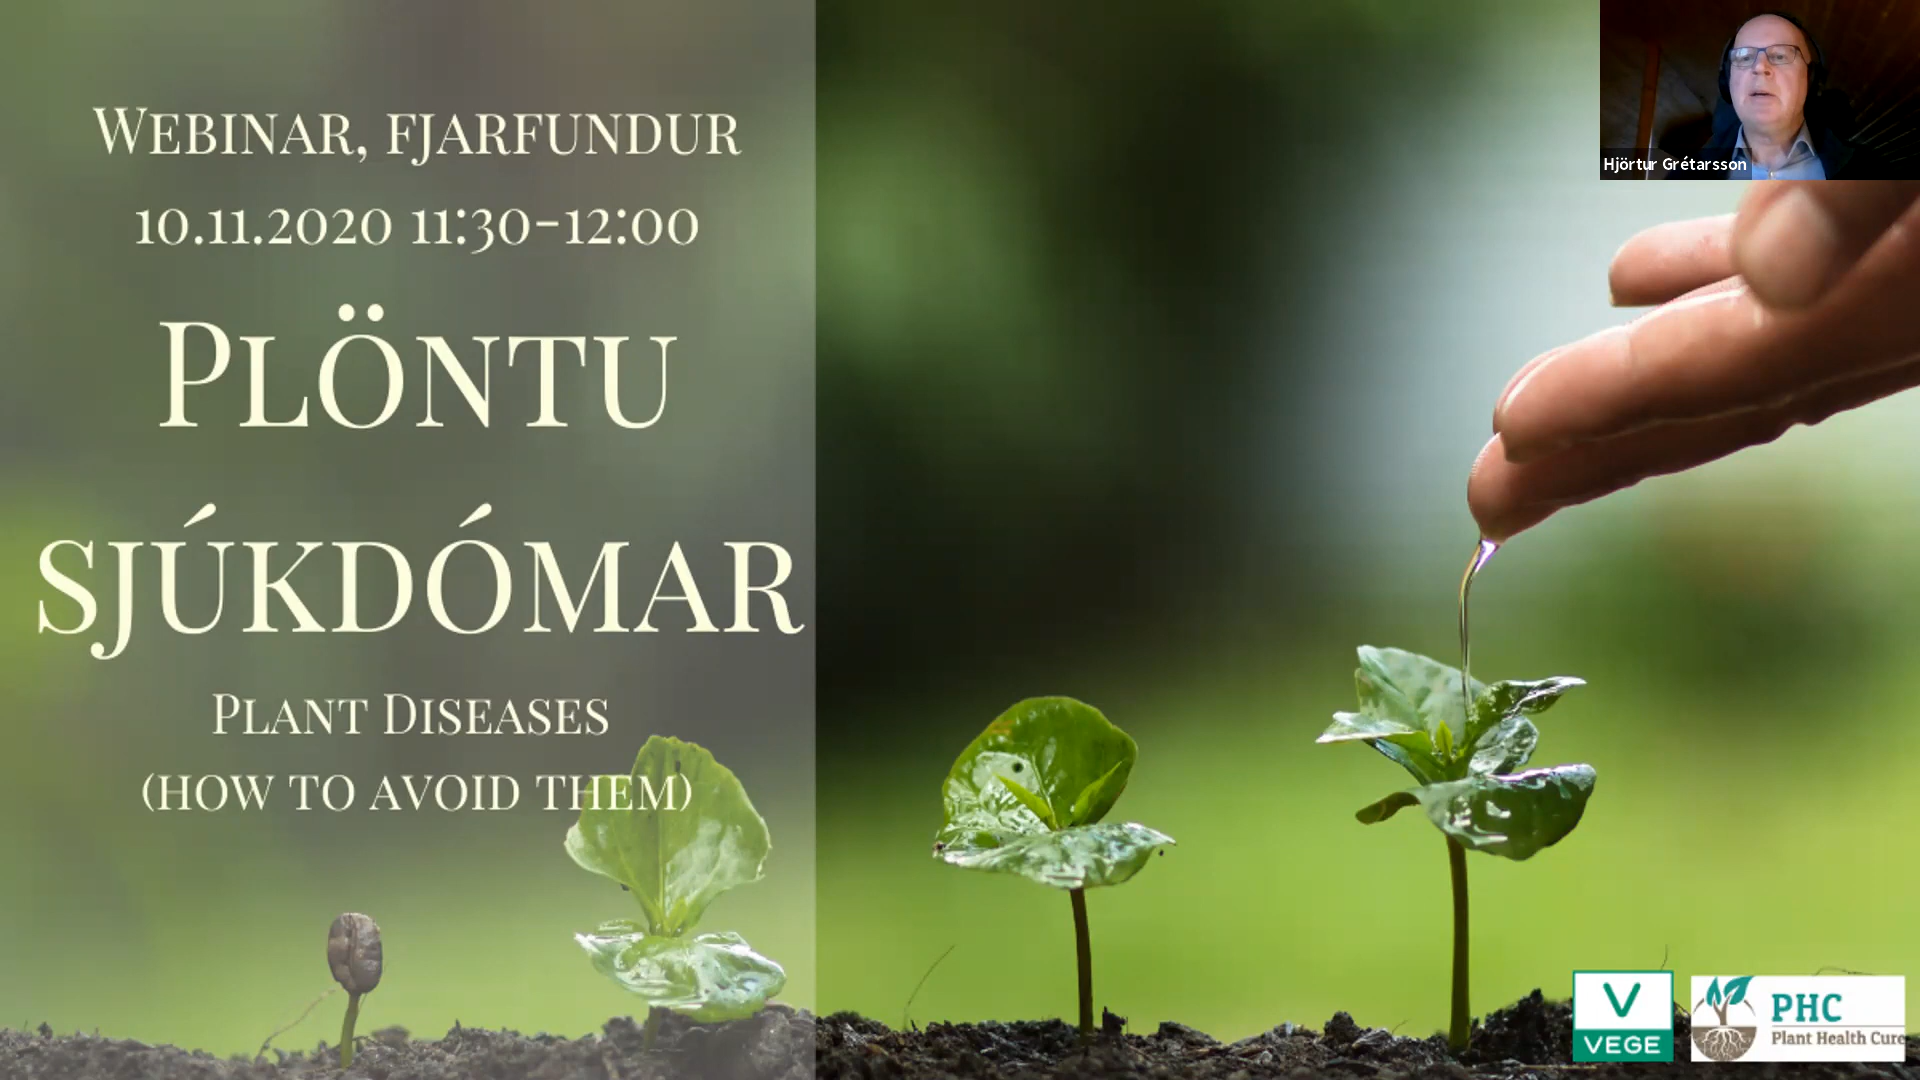 Webinar, fjarfundur
10.11.2020 11:30-12:00
Plöntu
sjúkdómar
Plant Diseases
(how to avoid them)
Hjörtur Grétarsson
V
VEGE
PHC
Plant Health Cure